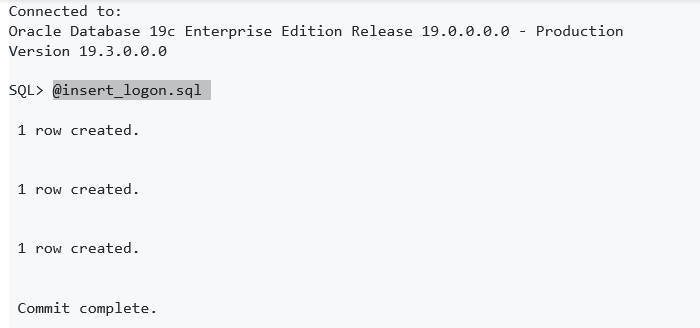 Connected to:
Oracle Database 19c Enterprise Edition Release 19.0.0.0.0 - Production
Version 19.3.0.0.0
SQL> @insert_logon.sql
1 row created.
1 row created.
1 row created.
Commit complete.